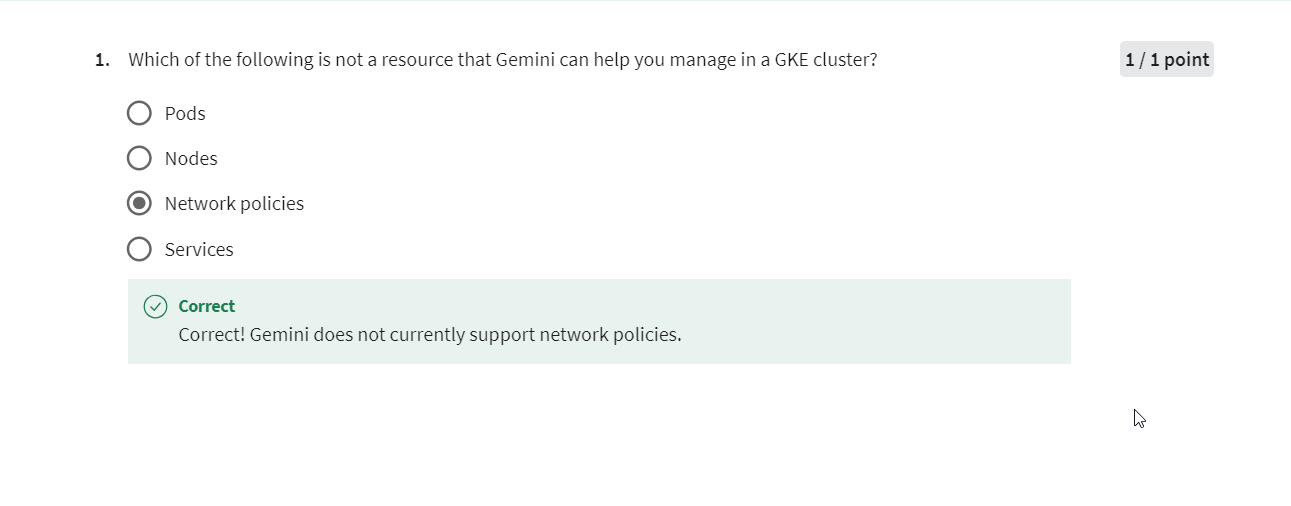 1. Which of the following is not a resource that Gemini can help you manage in a GKE cluster?
1 / 1 point
Pods
Nodes
Network policies
Services
Correct
Correct! Gemini does not currently support network policies.